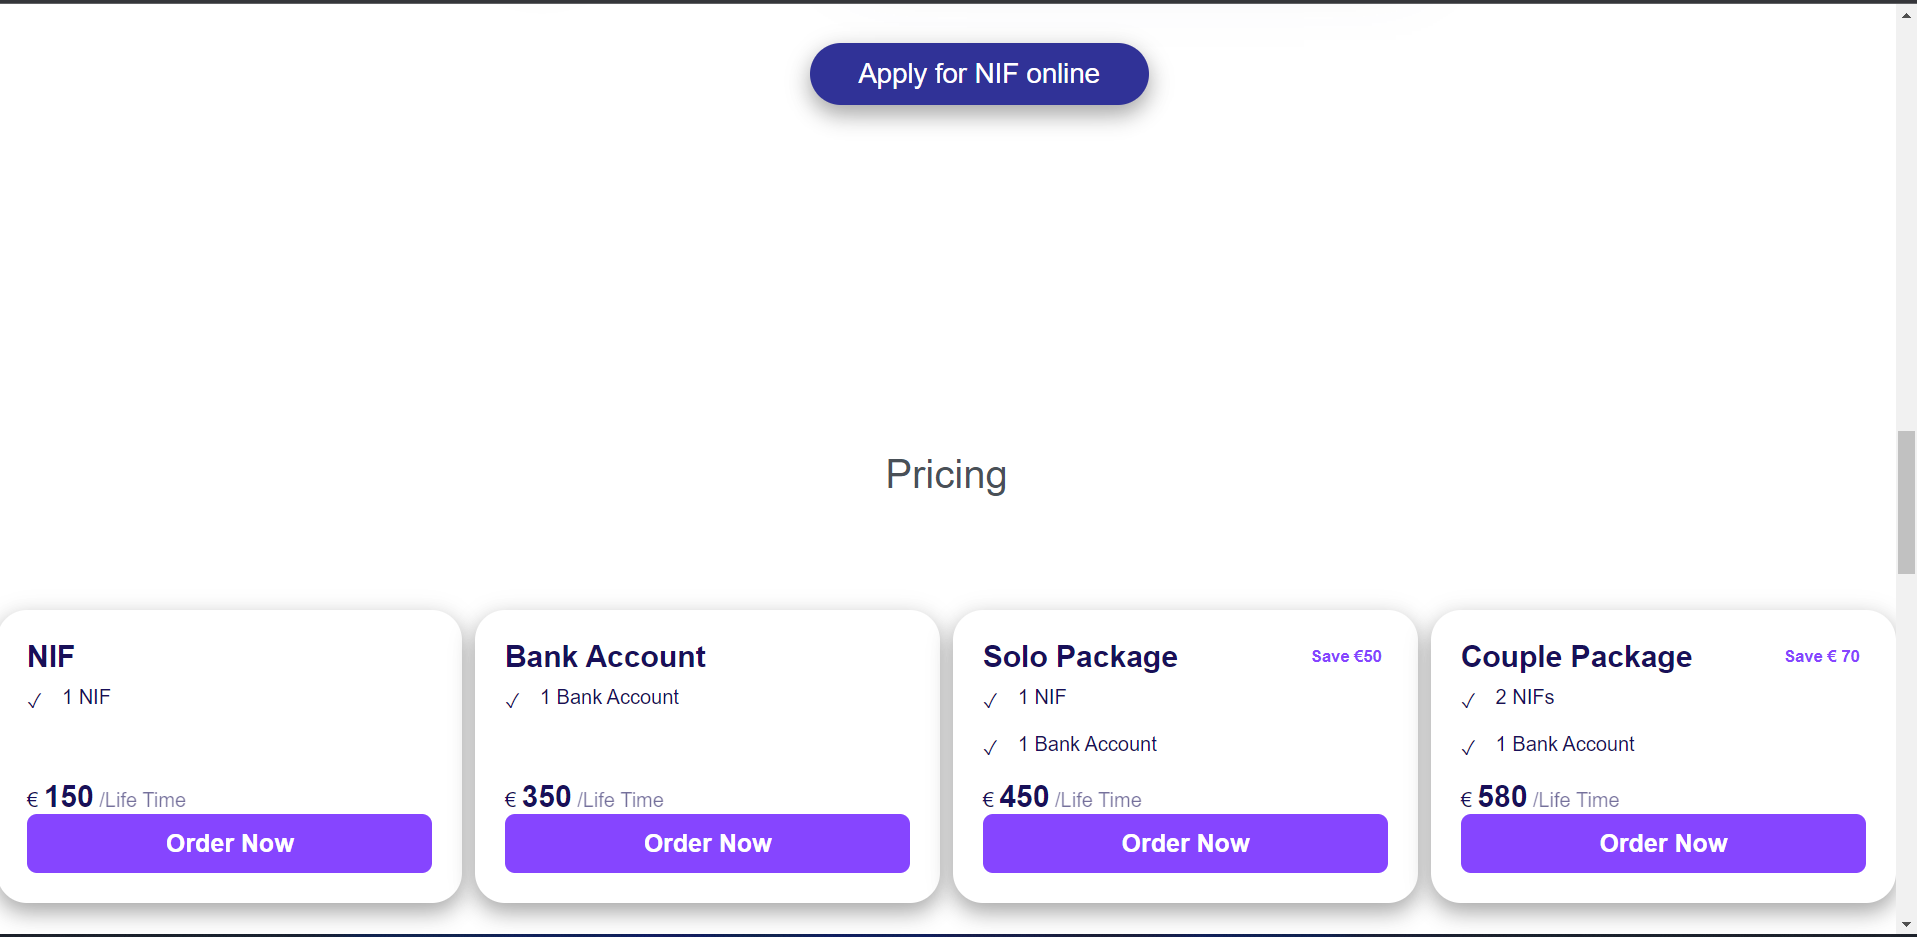 Apply for NIF online
Pricing
NIF
✓ 1 NIF
€ 150 /Life Time
Order Now
Bank Account
✓ 1 Bank Account
€ 350 /Life Time
Order Now
Solo Package Save €50
✓ 1 NIF
✓ 1 Bank Account
€ 450 /Life Time
Order Now
Couple Package Save € 70
✓ 2 NIFs
✓ 1 Bank Account
€ 580 /Life Time
Order Now